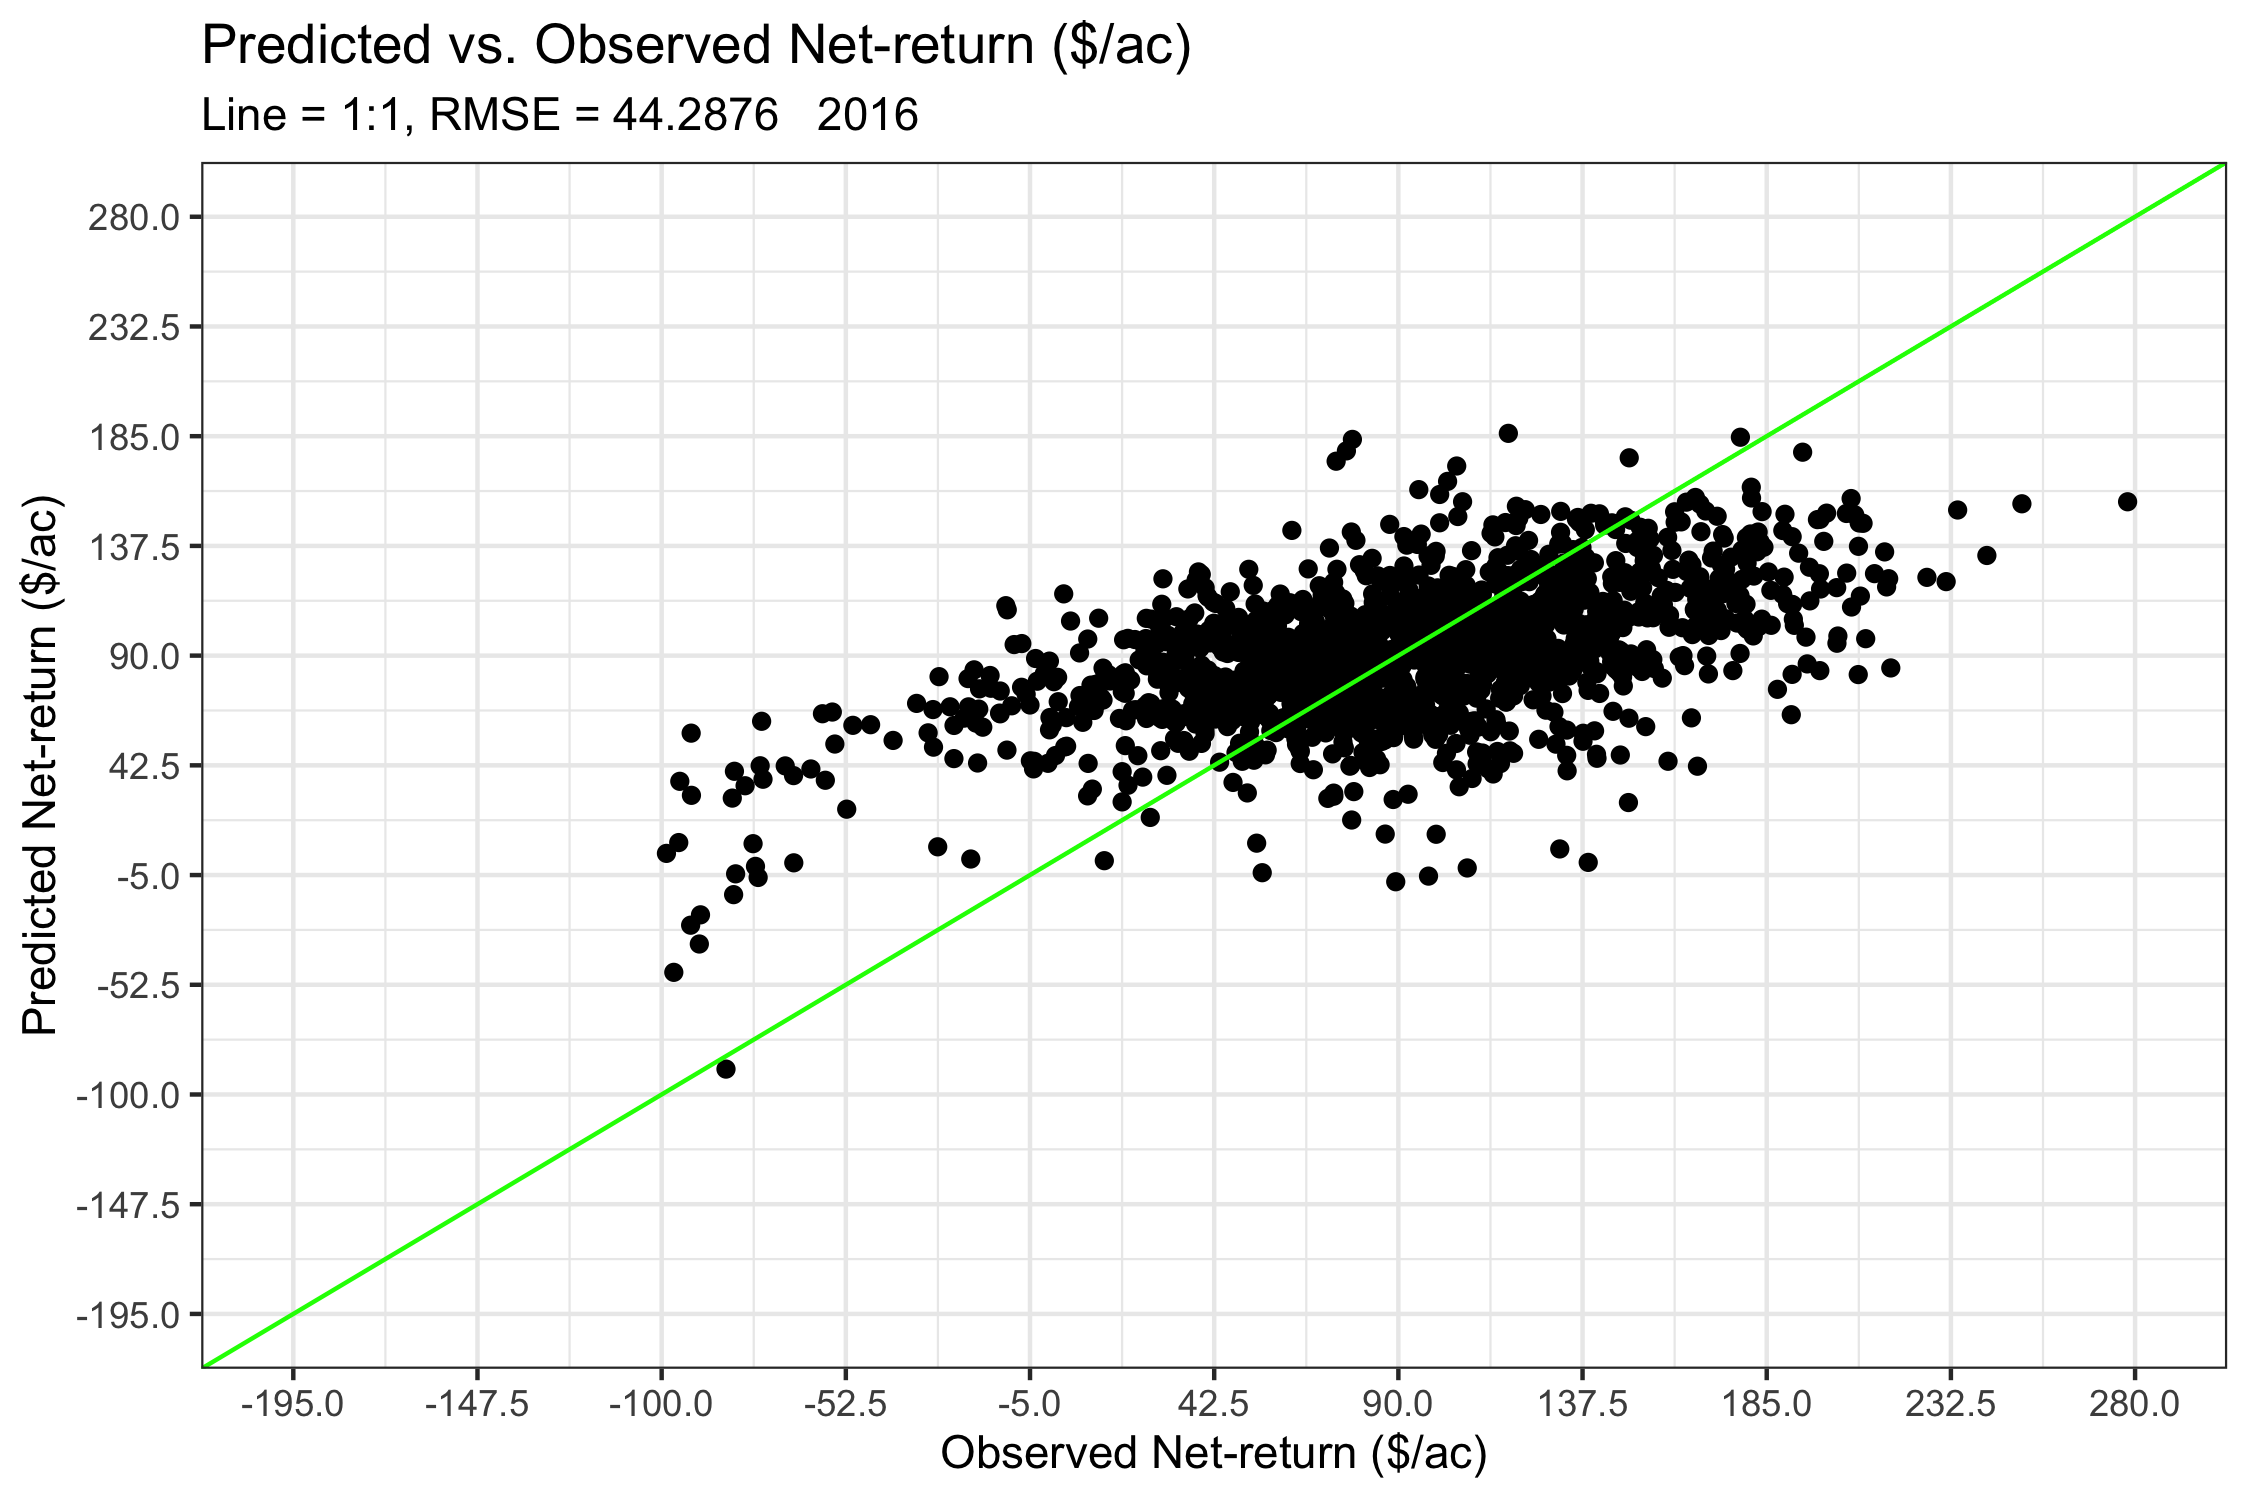 Predicted vs. Observed Net-return ($/ac)
Line = 1:1, RMSE = 44.2876   2016
Predicted Net-return ($/ac)
280.0
232.5
185.0
137.5
90.0
42.5
-5.0
-52.5
-100.0
-147.5
-195.0
-195.0 -147.5 -100.0 -52.5 -5.0 42.5 90.0 137.5 185.0 232.5 280.0
Observed Net-return ($/ac)